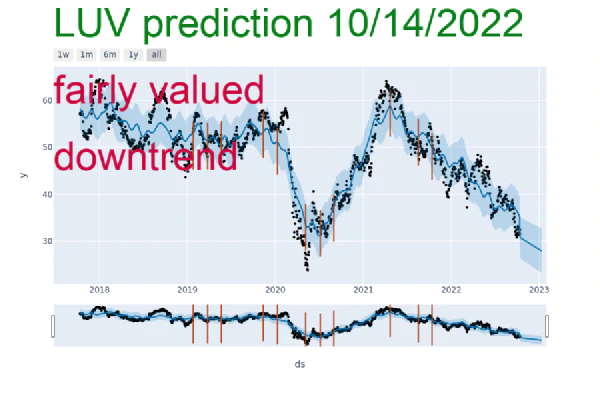 LUV prediction 10/14/2022
1w 1m 6m 1y all
fairly valued
60
50
downtrend
y
40
30
2018 2019 2020 2021 2022 2023
ds